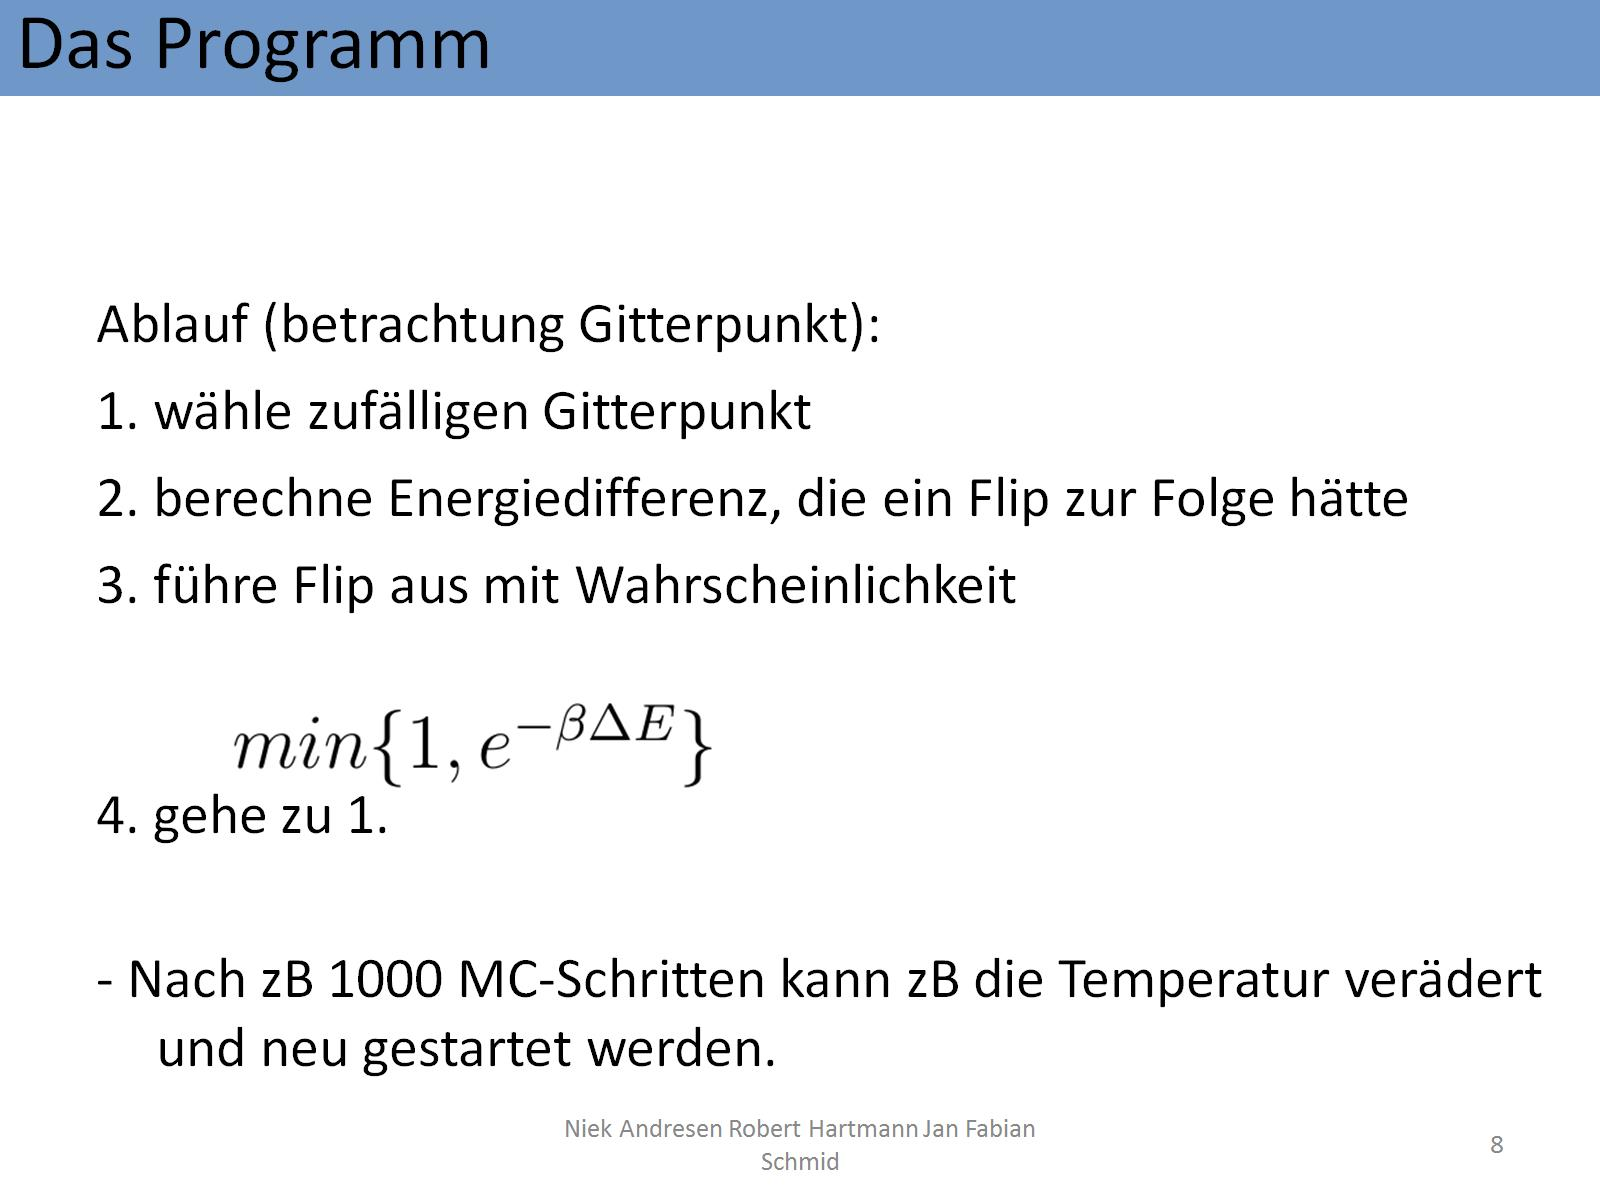 Das Programm
Ablauf (betrachtung Gitterpunkt):
1. wähle zufälligen Gitterpunkt
2. berechne Energiedifferenz, die ein Flip zur Folge hätte
3. führe Flip aus mit Wahrscheinlichkeit
min{1, e^{-βΔE}}
4. gehe zu 1.
- Nach zB 1000 MC-Schritten kann zB die Temperatur verädert
und neu gestartet werden.
Niek Andresen Robert Hartmann Jan Fabian
Schmid
8